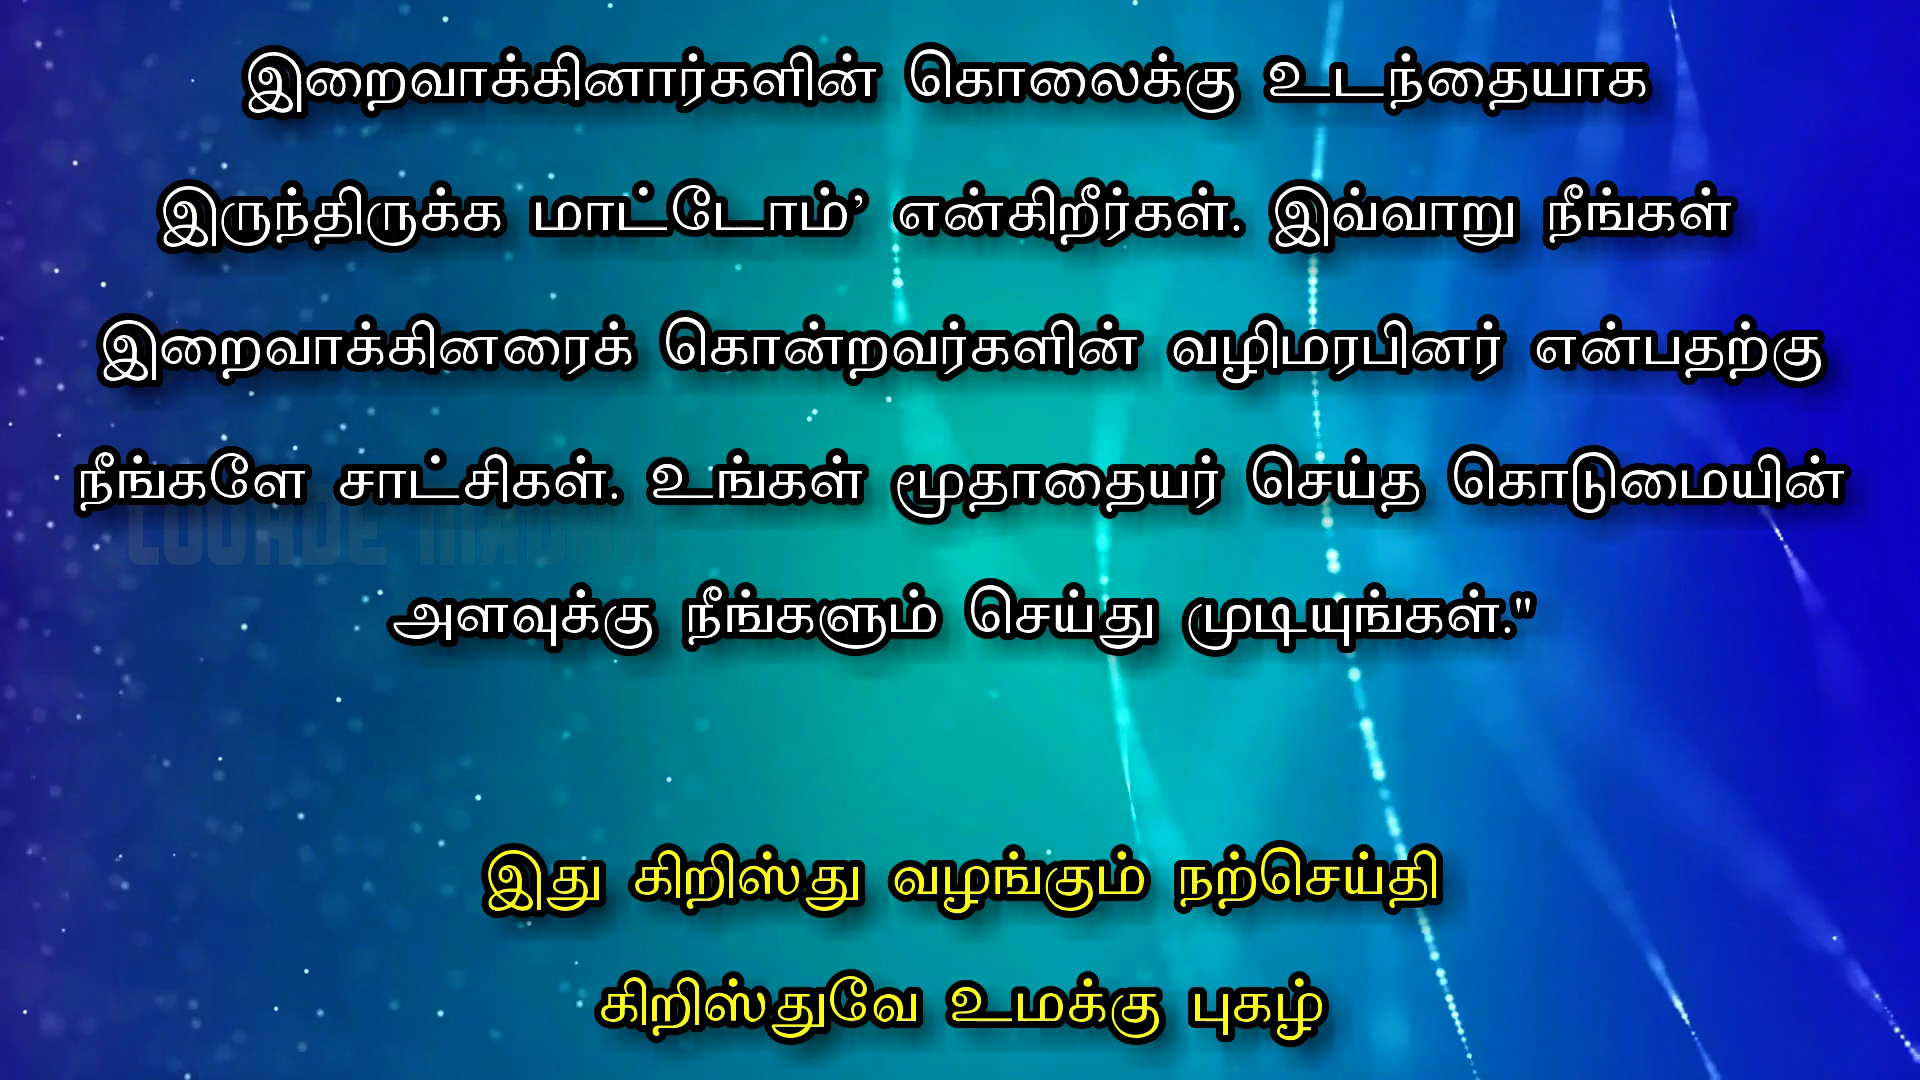 இறைவாக்கினார்களின் கொலைக்கு உடந்தையாக
இருந்திருக்க மாட்டோம்’ என்கிறீர்கள். இவ்வாறு நீங்கள்
இறைவாக்கினரைக் கொன்றவர்களின் வழிமரபினர் என்பதற்கு
நீங்களே சாட்சிகள். உங்கள் மூதாதையர் செய்த கொடுமையின்
LOURDE
அளவுக்கு நீங்களும் செய்து முடியுங்கள்."
இது கிறிஸ்து வழங்கும் நற்செய்தி
கிறிஸ்துவே உமக்கு புகழ்